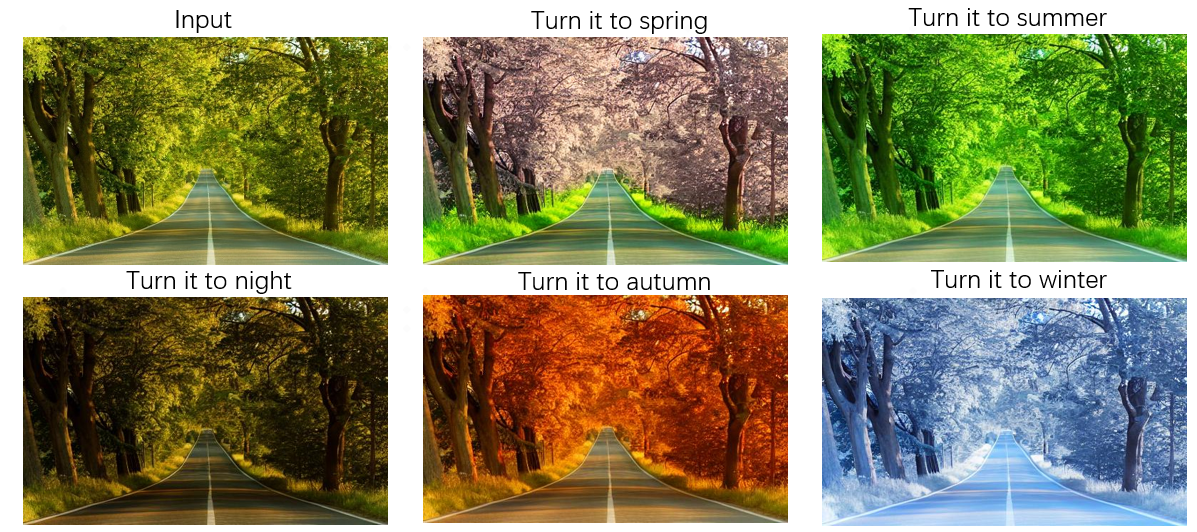 Input
Turn it to spring
Turn it to summer
Turn it to night
Turn it to autumn
Turn it to winter